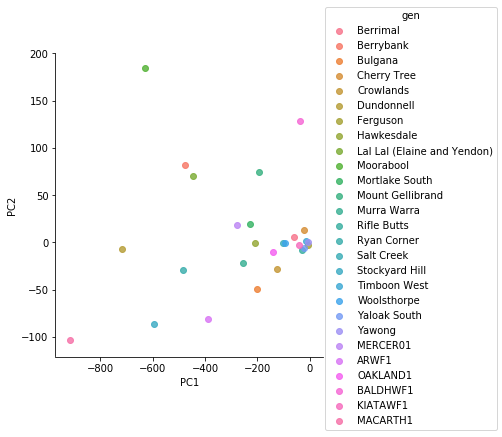 gen
Berrimal
Berrybank
Bulgana
Cherry Tree
Crowlands
Dundonnell
Ferguson
Hawkesdale
Lal Lal (Elaine and Yendon)
Moorabool
Mortlake South
Mount Gellibrand
Murra Warra
Rifle Butts
Ryan Corner
Salt Creek
Stockyard Hill
Timboon West
Woolsthorpe
Yaloak South
Yawong
MERCER01
ARWF1
OAKLAND1
BALDHWF1
KIATAWF1
MACARTH1
200
150
100
50
0
−50
−100
PC2
−800 −600 −400 −200 0
PC1